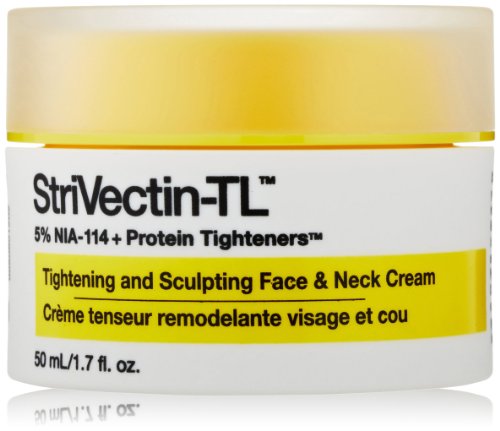 StriVectin-TL™
5% NIA-114 + Protein Tighteners™
Tightening and Sculpting Face & Neck Cream
Crème tenseur remodelante visage et cou
50 mL/1.7 fl. oz.